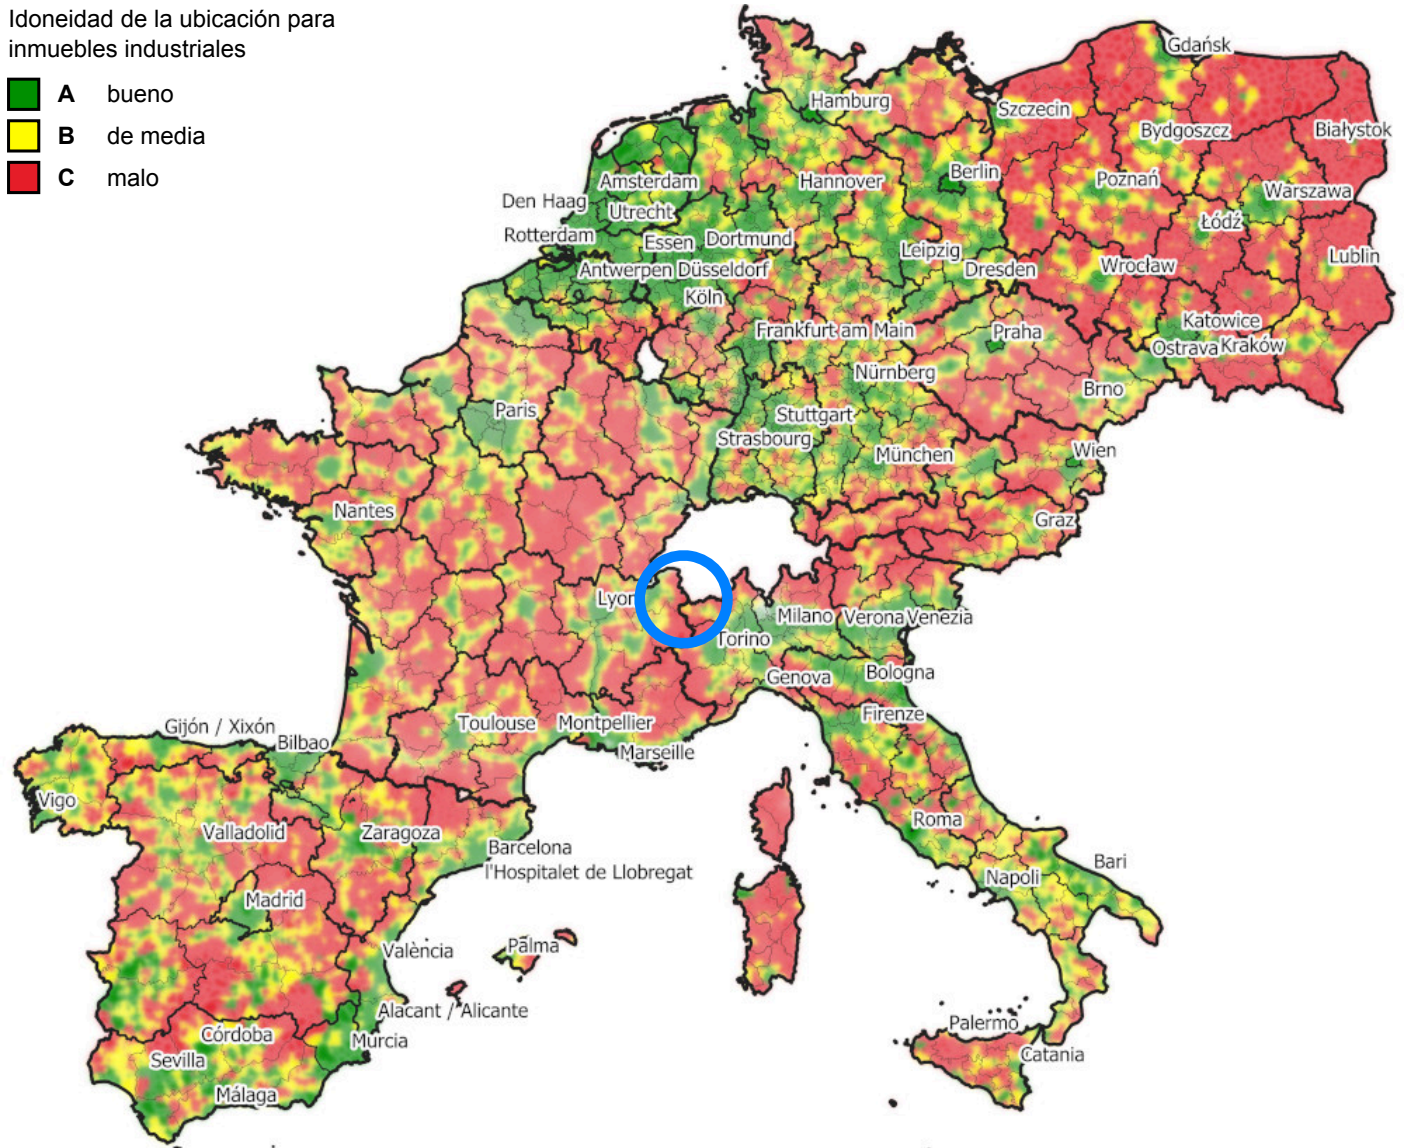 Idoneidad de la ubicación para
inmuebles industriales
A bueno
B de media
C malo
Gdańsk
Hamburg
Szczecin
Bydgoszcz
Białystok
Amsterdam
Hannover
Berlin
Poznań
Warszawa
Den Haag
Utrecht
Łódź
Rotterdam
Essen
Dortmund
Leipzig
Wrocław
Lublin
Antwerpen
Düsseldorf
Dresden
Köln
Katowice
Frankfurt am Main
Praha
Ostrava
Kraków
Nürnberg
Brno
Paris
Stuttgart
Strasbourg
München
Wien
Nantes
Graz
Lyon
Milano
Verona
Venezia
Torino
Genova
Bologna
Firenze
Toulouse
Montpellier
Marseille
Gijón / Xixón
Bilbao
Vigo
Valladolid
Zaragoza
Roma
Barcelona
l'Hospitalet de Llobregat
Bari
Napoli
Madrid
València
Palma
Alacant / Alicante
Palermo
Córdoba
Murcia
Catania
Sevilla
Málaga